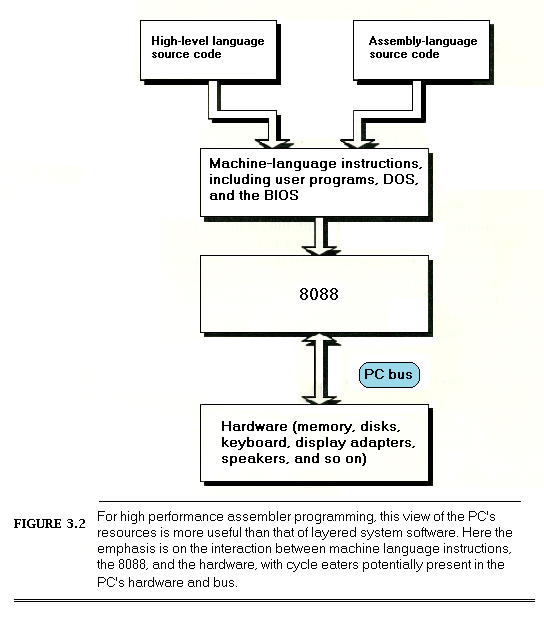 High-level language
source code
Assembly-language
source code
Machine-language instructions,
including user programs, DOS,
and the BIOS
8088
PC bus
Hardware (memory, disks,
keyboard, display adapters,
speakers, and so on)
FIGURE 3.2
For high performance assembler programming, this view of the PC's
resources is more useful than that of layered system software. Here the
emphasis is on the interaction between machine language instructions,
the 8088, and the hardware, with cycle eaters potentially present in the
PC's hardware and bus.